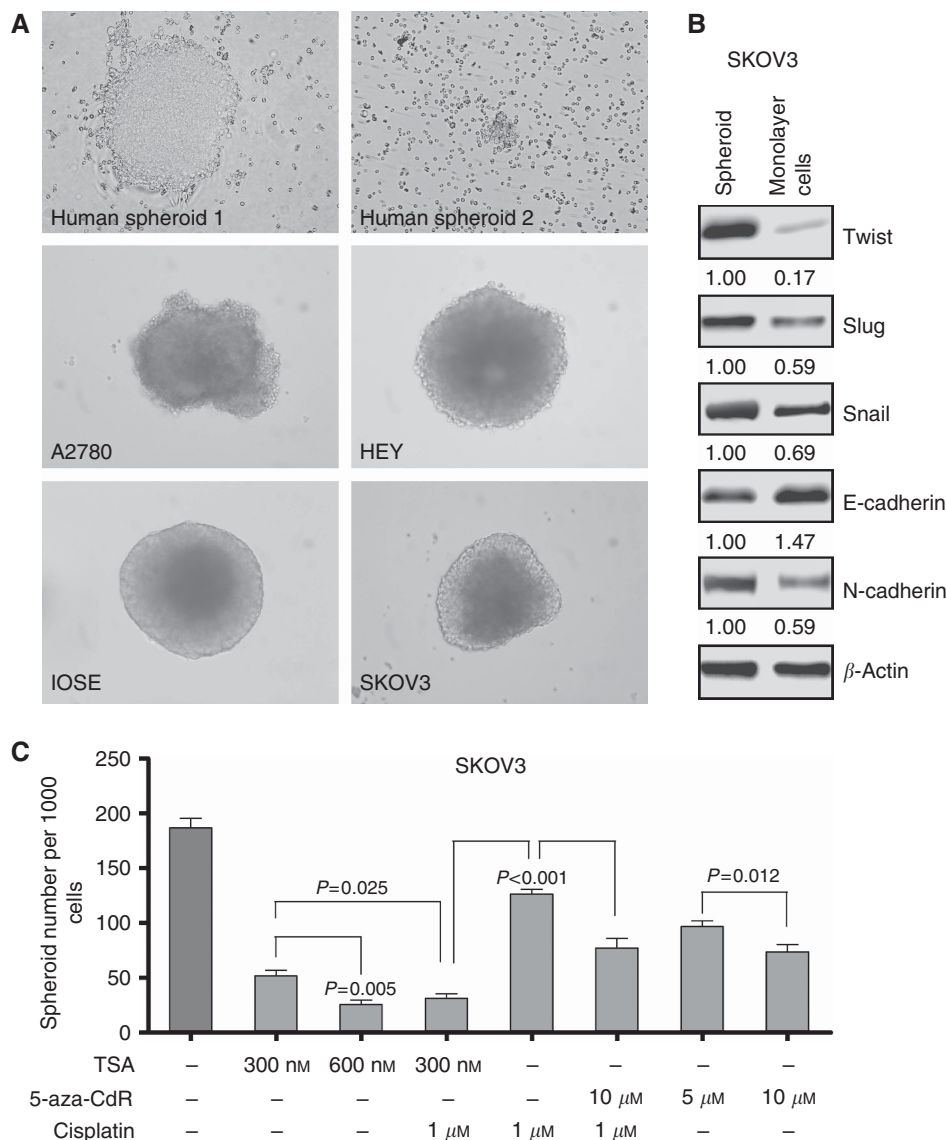 A
Human spheroid 1
Human spheroid 2
A2780
HEY
IOSE
SKOV3
B
SKOV3
Spheroid
Monolayer
cells
Twist
1.00 0.17
Slug
1.00 0.59
Snail
1.00 0.69
E-cadherin
1.00 1.47
N-cadherin
1.00 0.59
β-Actin
C
SKOV3
Spheroid number per 1000
cells
250
200
150
100
50
0
P=0.025
P=0.005
P<0.001
P=0.012
TSA – 300 nM 600 nM 300 nM – – – –
5-aza-CdR – – – – – 10 μM 5 μM 10 μM
Cisplatin – – – 1 μM 1 μM 1 μM – –